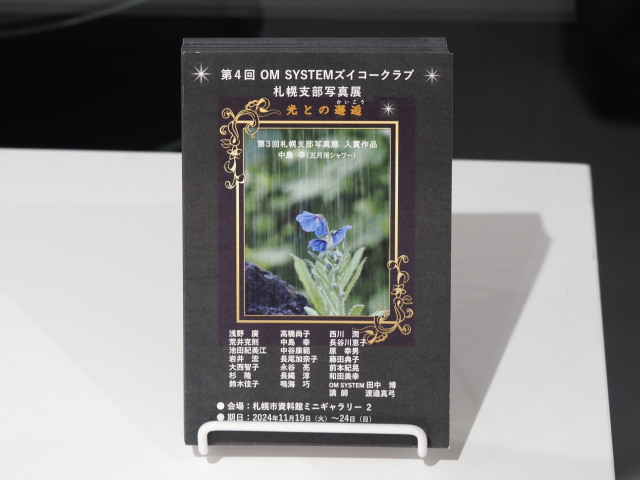 第4回 OM SYSTEMズイコークラブ
札幌支部写真展
かいこう
光との邂逅
第3回札幌支部写真展 入賞作品
中島 幸(五月雨シャワー)
浅野 廣 高橋尚子 西川 潤
荒井克則 中島 幸 長谷川恵子
池田紀美江 中谷康範 原 幸男
岩井 浤 長尾加奈子 藤田典子
大西智子 永谷 亮 前本紀晃
杉 隆 長縄 淳 和田美幸
鈴木佳子 鳴海 巧 OM SYSTEM 田中 博
講 師 渡邉真弓
● 会場：札幌市資料館ミニギャラリー 2
● 期日：2024年11月19日（火）～24日（日）